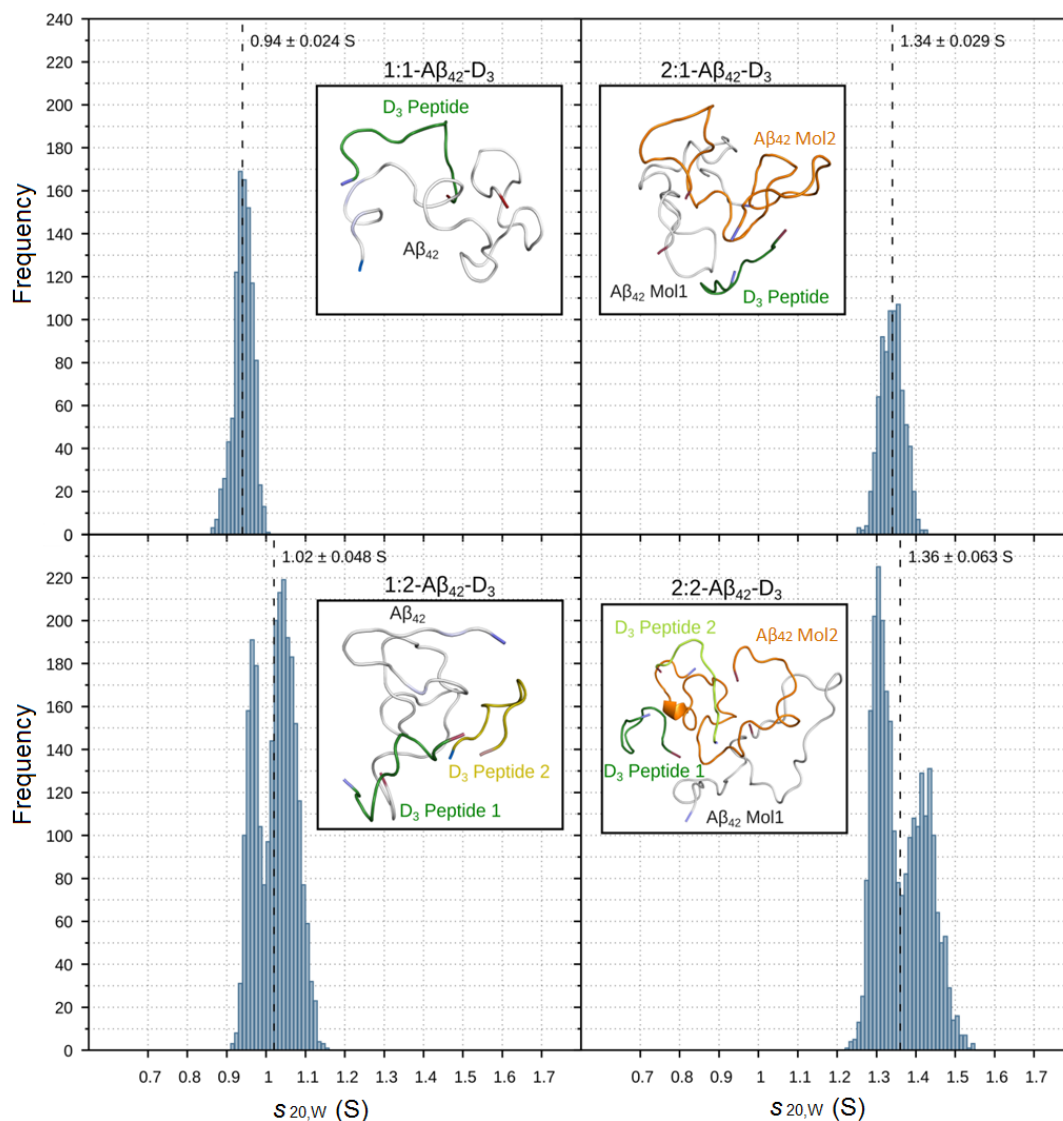 240
220
200
180
160
140
120
100
80
60
40
20
0
Frequency
0.94 ± 0.024 S
1:1-Aβ₄₂-D₃
D₃ Peptide
Aβ₄₂
1.34 ± 0.029 S
2:1-Aβ₄₂-D₃
Aβ₄₂ Mol2
Aβ₄₂ Mol1
D₃ Peptide
220
200
180
160
140
120
100
80
60
40
20
0
Frequency
1.02 ± 0.048 S
1:2-Aβ₄₂-D₃
Aβ₄₂
D₃ Peptide 2
D₃ Peptide 1
1.36 ± 0.063 S
2:2-Aβ₄₂-D₃
D₃ Peptide 2
Aβ₄₂ Mol2
D₃ Peptide 1
Aβ₄₂ Mol1
0.7 0.8 0.9 1 1.1 1.2 1.3 1.4 1.5 1.6 1.7
0.7 0.8 0.9 1 1.1 1.2 1.3 1.4 1.5 1.6 1.7
s 20,W (S)
s 20,W (S)